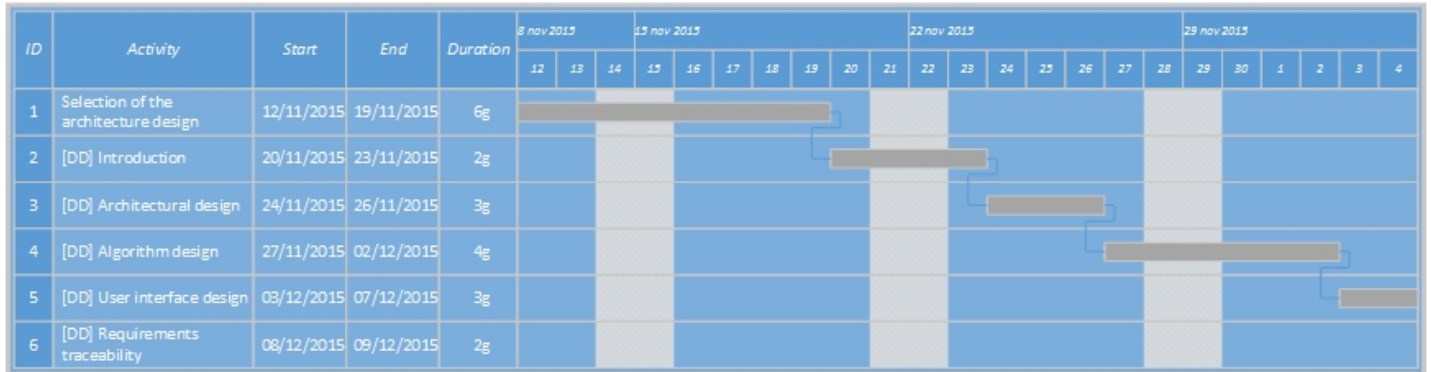 ID Activity Start End Duration 8 nov 2015 15 nov 2015 22 nov 2015 29 nov 2015
12 13 14 15 16 17 18 19 20 21 22 23 24 25 26 27 28 29 30 1 2 3 4
1 Selection of the
architecture design 12/11/2015 19/11/2015 6g
2 [DD] Introduction 20/11/2015 23/11/2015 2g
3 [DD] Architectural design 24/11/2015 26/11/2015 3g
4 [DD] Algorithm design 27/11/2015 02/12/2015 4g
5 [DD] User interface design 03/12/2015 07/12/2015 3g
6 [DD] Requirements
traceability 08/12/2015 09/12/2015 2g